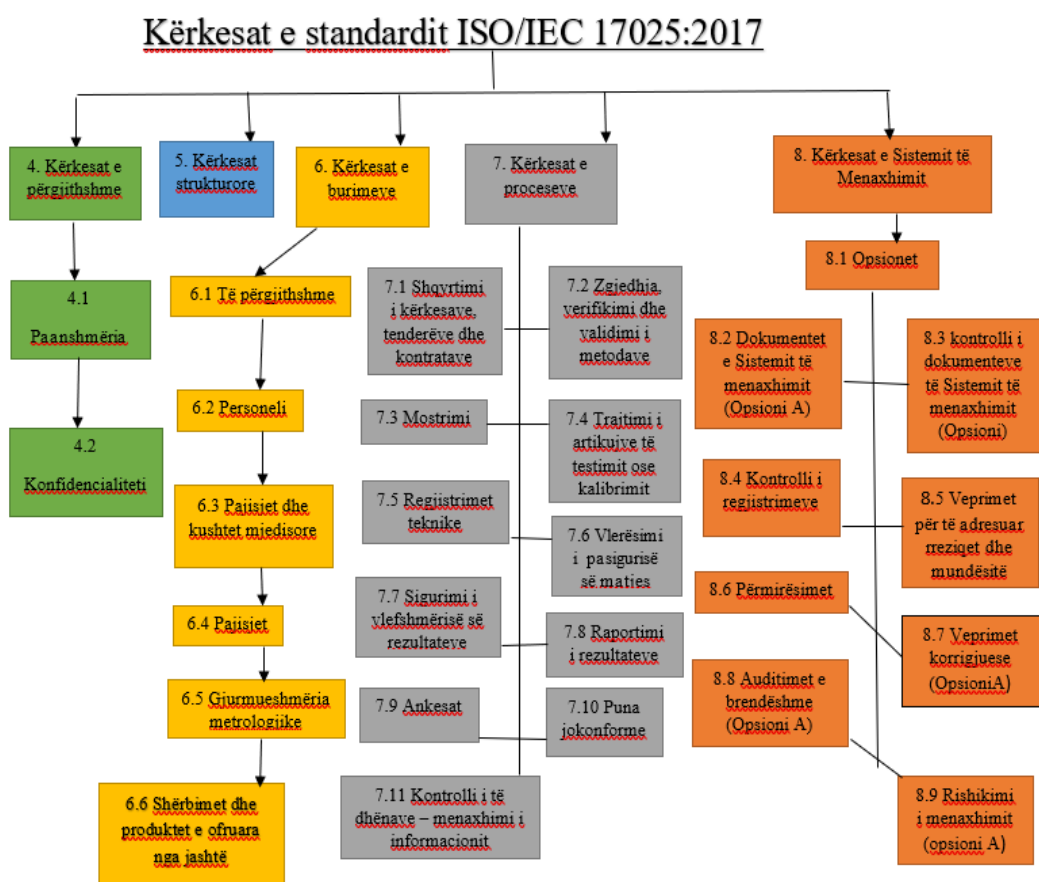 Kërkesat e standardit ISO/IEC 17025:2017
4. Kërkesat e
përgjithshme
5. Kërkesat
strukturore
6. Kërkesat e
burimeve
7. Kërkesat e
proceseve
8. Kërkesat e Sistemit të
Menaxhimit
4.1
Paanshmëria
4.2
Konfidencialiteti
6.1 Të përgjithshme
6.2 Personeli
6.3 Pajisjet dhe
kushtet mjedisore
6.4 Pajisjet
6.5 Gjurmueshmëria
metrologjike
6.6 Shërbimet dhe
produktet e ofruara
nga jashtë
7.1 Shqyrtimi
i kërkesave,
tenderëve dhe
kontratave
7.2 Zgjedhja,
verifikimi dhe
validimi i
metodave
7.3 Mostrimi
7.4 Trajtimi i
artikujve të
testimit ose
kalibrimit
7.5 Regjistrimet
teknike
7.6 Vlerësimi
i pasigurisë
së maties
7.7 Sigurimi i
vlefshmërisë së
rezultateve
7.8 Raportimi
i rezultateve
7.9 Ankesat
7.10 Puna
jokonforme
7.11 Kontrolli i të
dhënave – menaxhimi i
informacionit
8.1 Opsionet
8.2 Dokumentet
e Sistemit të
menaxhimit
(Opsioni A)
8.3 kontrolli i
dokumenteve
të Sistemit të
menaxhimit
(Opsioni)
8.4 Kontrolli i
regjistrimeve
8.5 Veprimet
për të adresuar
rreziqet dhe
mundësitë
8.6 Përmirësimet
8.7 Veprimet
korrigjuese
(OpsioniA)
8.8 Auditimet e
brendëshme
(Opsioni A)
8.9 Rishikimi
i menaxhimit
(opsioni A)